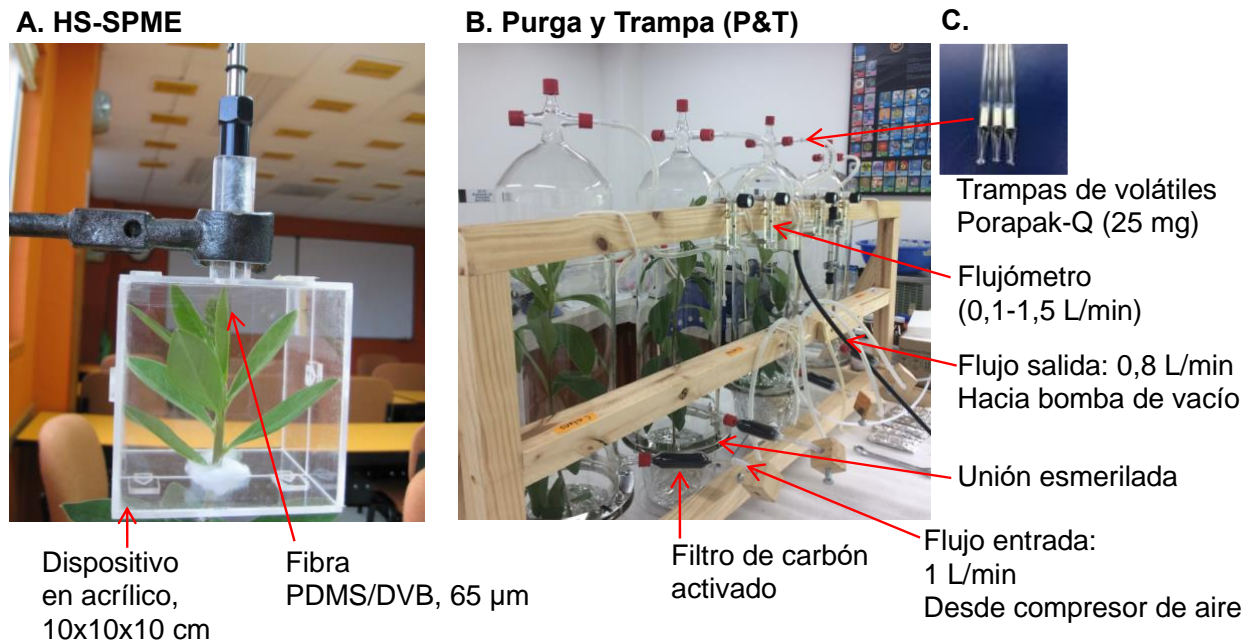 A. HS-SPME
B. Purga y Trampa (P&T)
C.
Trampas de volátiles
Porapak-Q (25 mg)
Flujómetro
(0,1-1,5 L/min)
Flujo salida: 0,8 L/min
Hacia bomba de vacío
Unión esmerilada
Flujo entrada:
1 L/min
Desde compresor de aire
Filtro de carbón
activado
Fibra
PDMS/DVB, 65 µm
Dispositivo
en acrílico,
10x10x10 cm